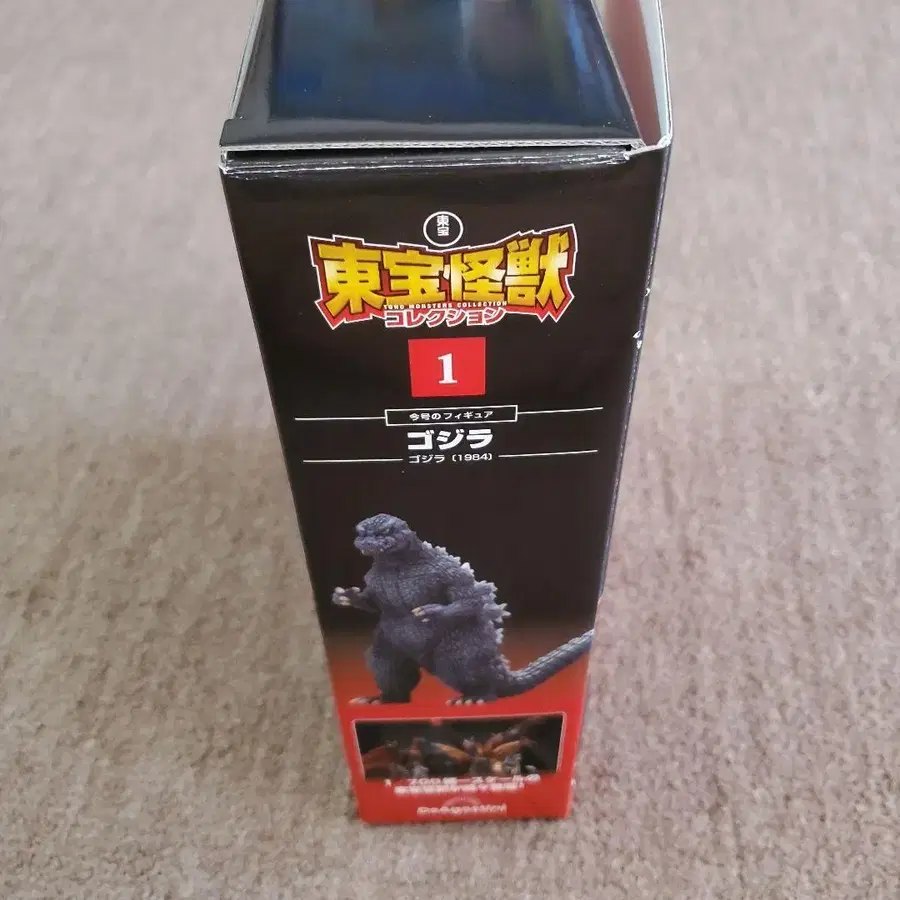 東宝
東宝怪獣
TOHO MONSTERS COLLECTION
コレクション
1
今号のフィギュア
ゴジラ
ゴジラ(1984)